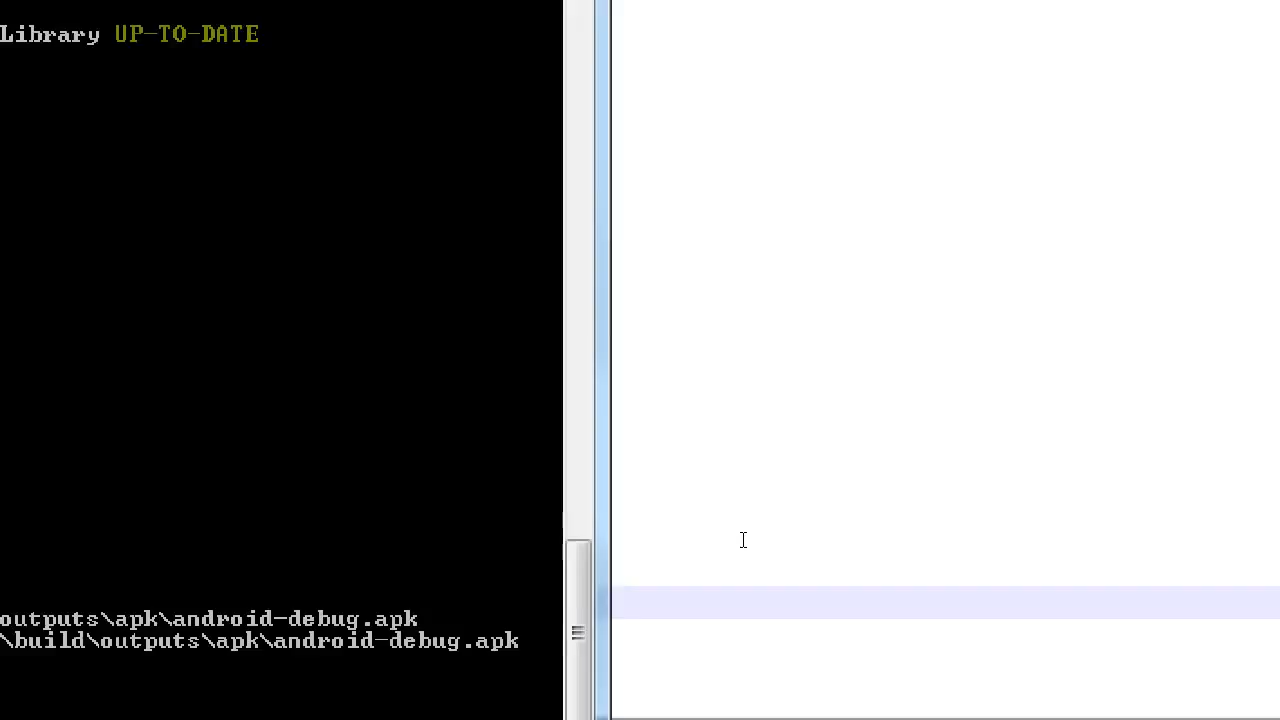 Library UP-TO-DATE
outputs\apk\android-debug.apk
\build\outputs\apk\android-debug.apk